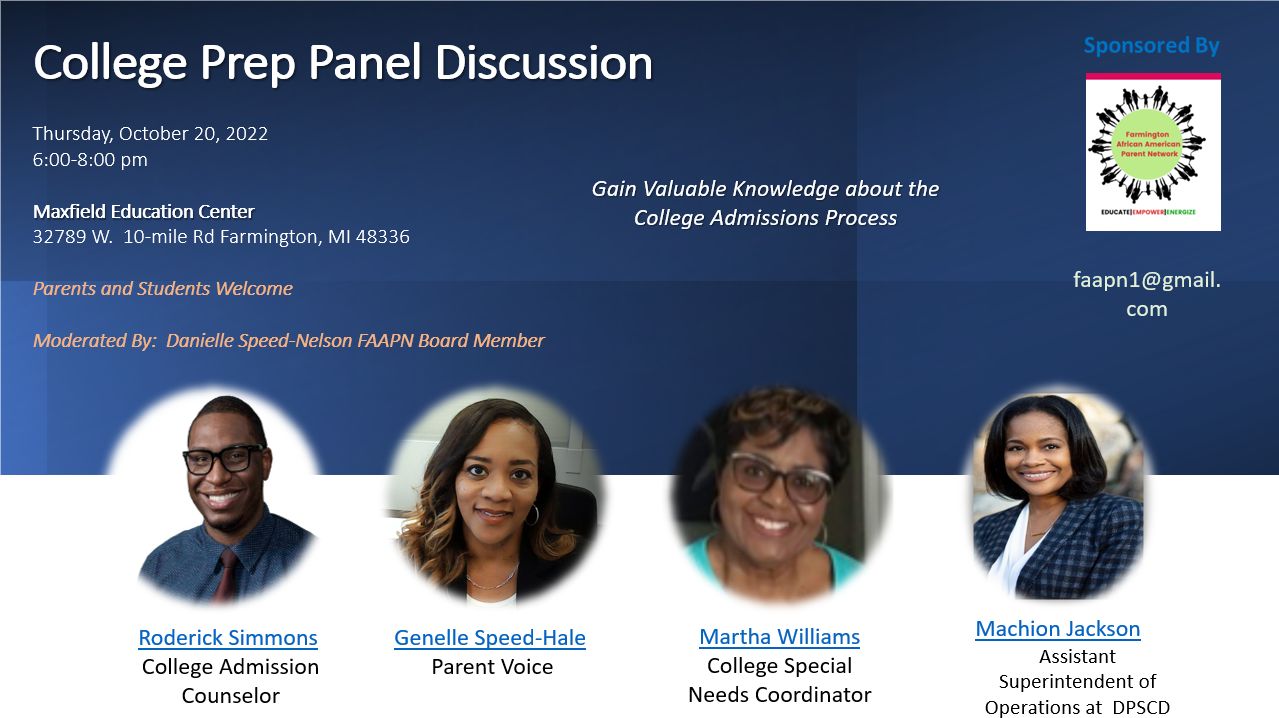 College Prep Panel Discussion
Thursday, October 20, 2022
6:00-8:00 pm
Maxfield Education Center
32789 W.  10-mile Rd Farmington, MI 48336
Parents and Students Welcome
Moderated By:  Danielle Speed-Nelson FAAPN Board Member
Gain Valuable Knowledge about the
College Admissions Process
Sponsored By
Farmington
African American
Parent Network
EDUCATE|EMPOWER|ENERGIZE
faapn1@gmail.
com
Roderick Simmons
College Admission
Counselor
Genelle Speed-Hale
Parent Voice
Martha Williams
College Special
Needs Coordinator
Machion Jackson
Assistant
Superintendent of
Operations at  DPSCD